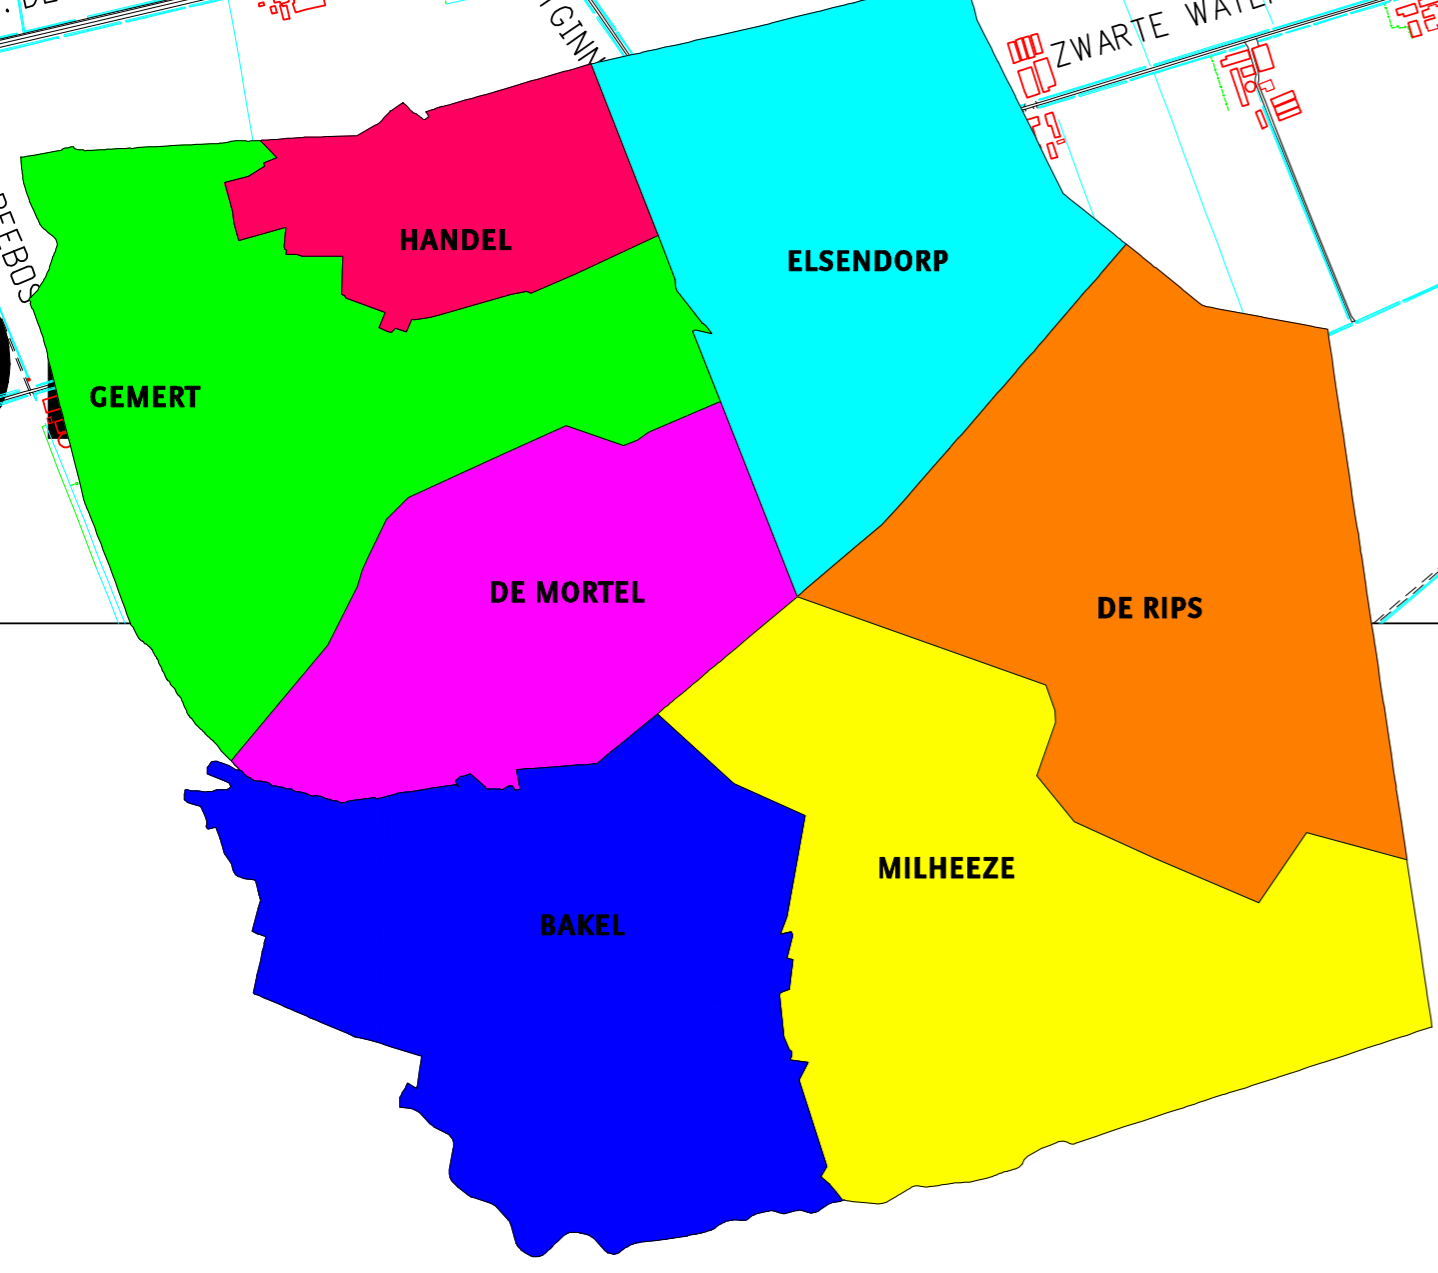 ZWARTE WATE
HANDEL
ELSENDORP
GEMERT
DE MORTEL
DE RIPS
MILHEEZE
BAKEL